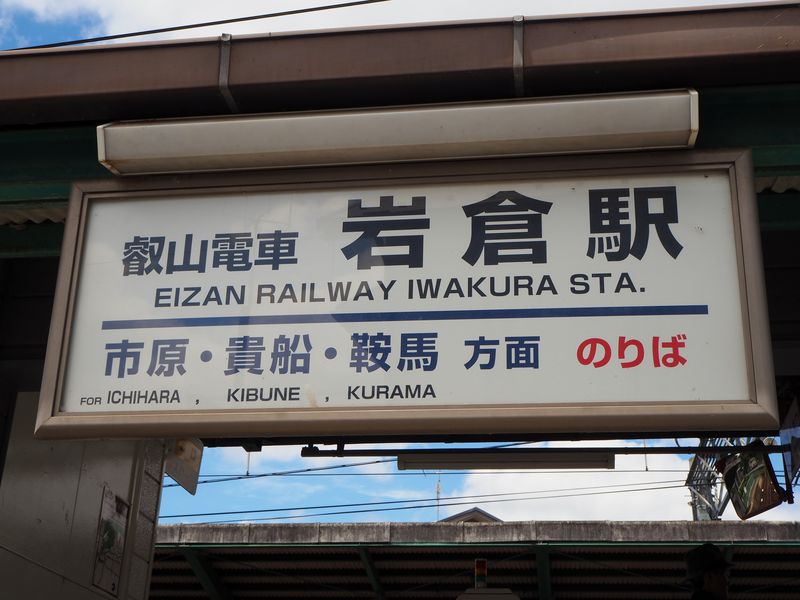 叡山電車 岩倉駅
EIZAN RAILWAY IWAKURA STA.
市原・貴船・鞍馬 方面 のりば
FOR ICHIHARA , KIBUNE , KURAMA